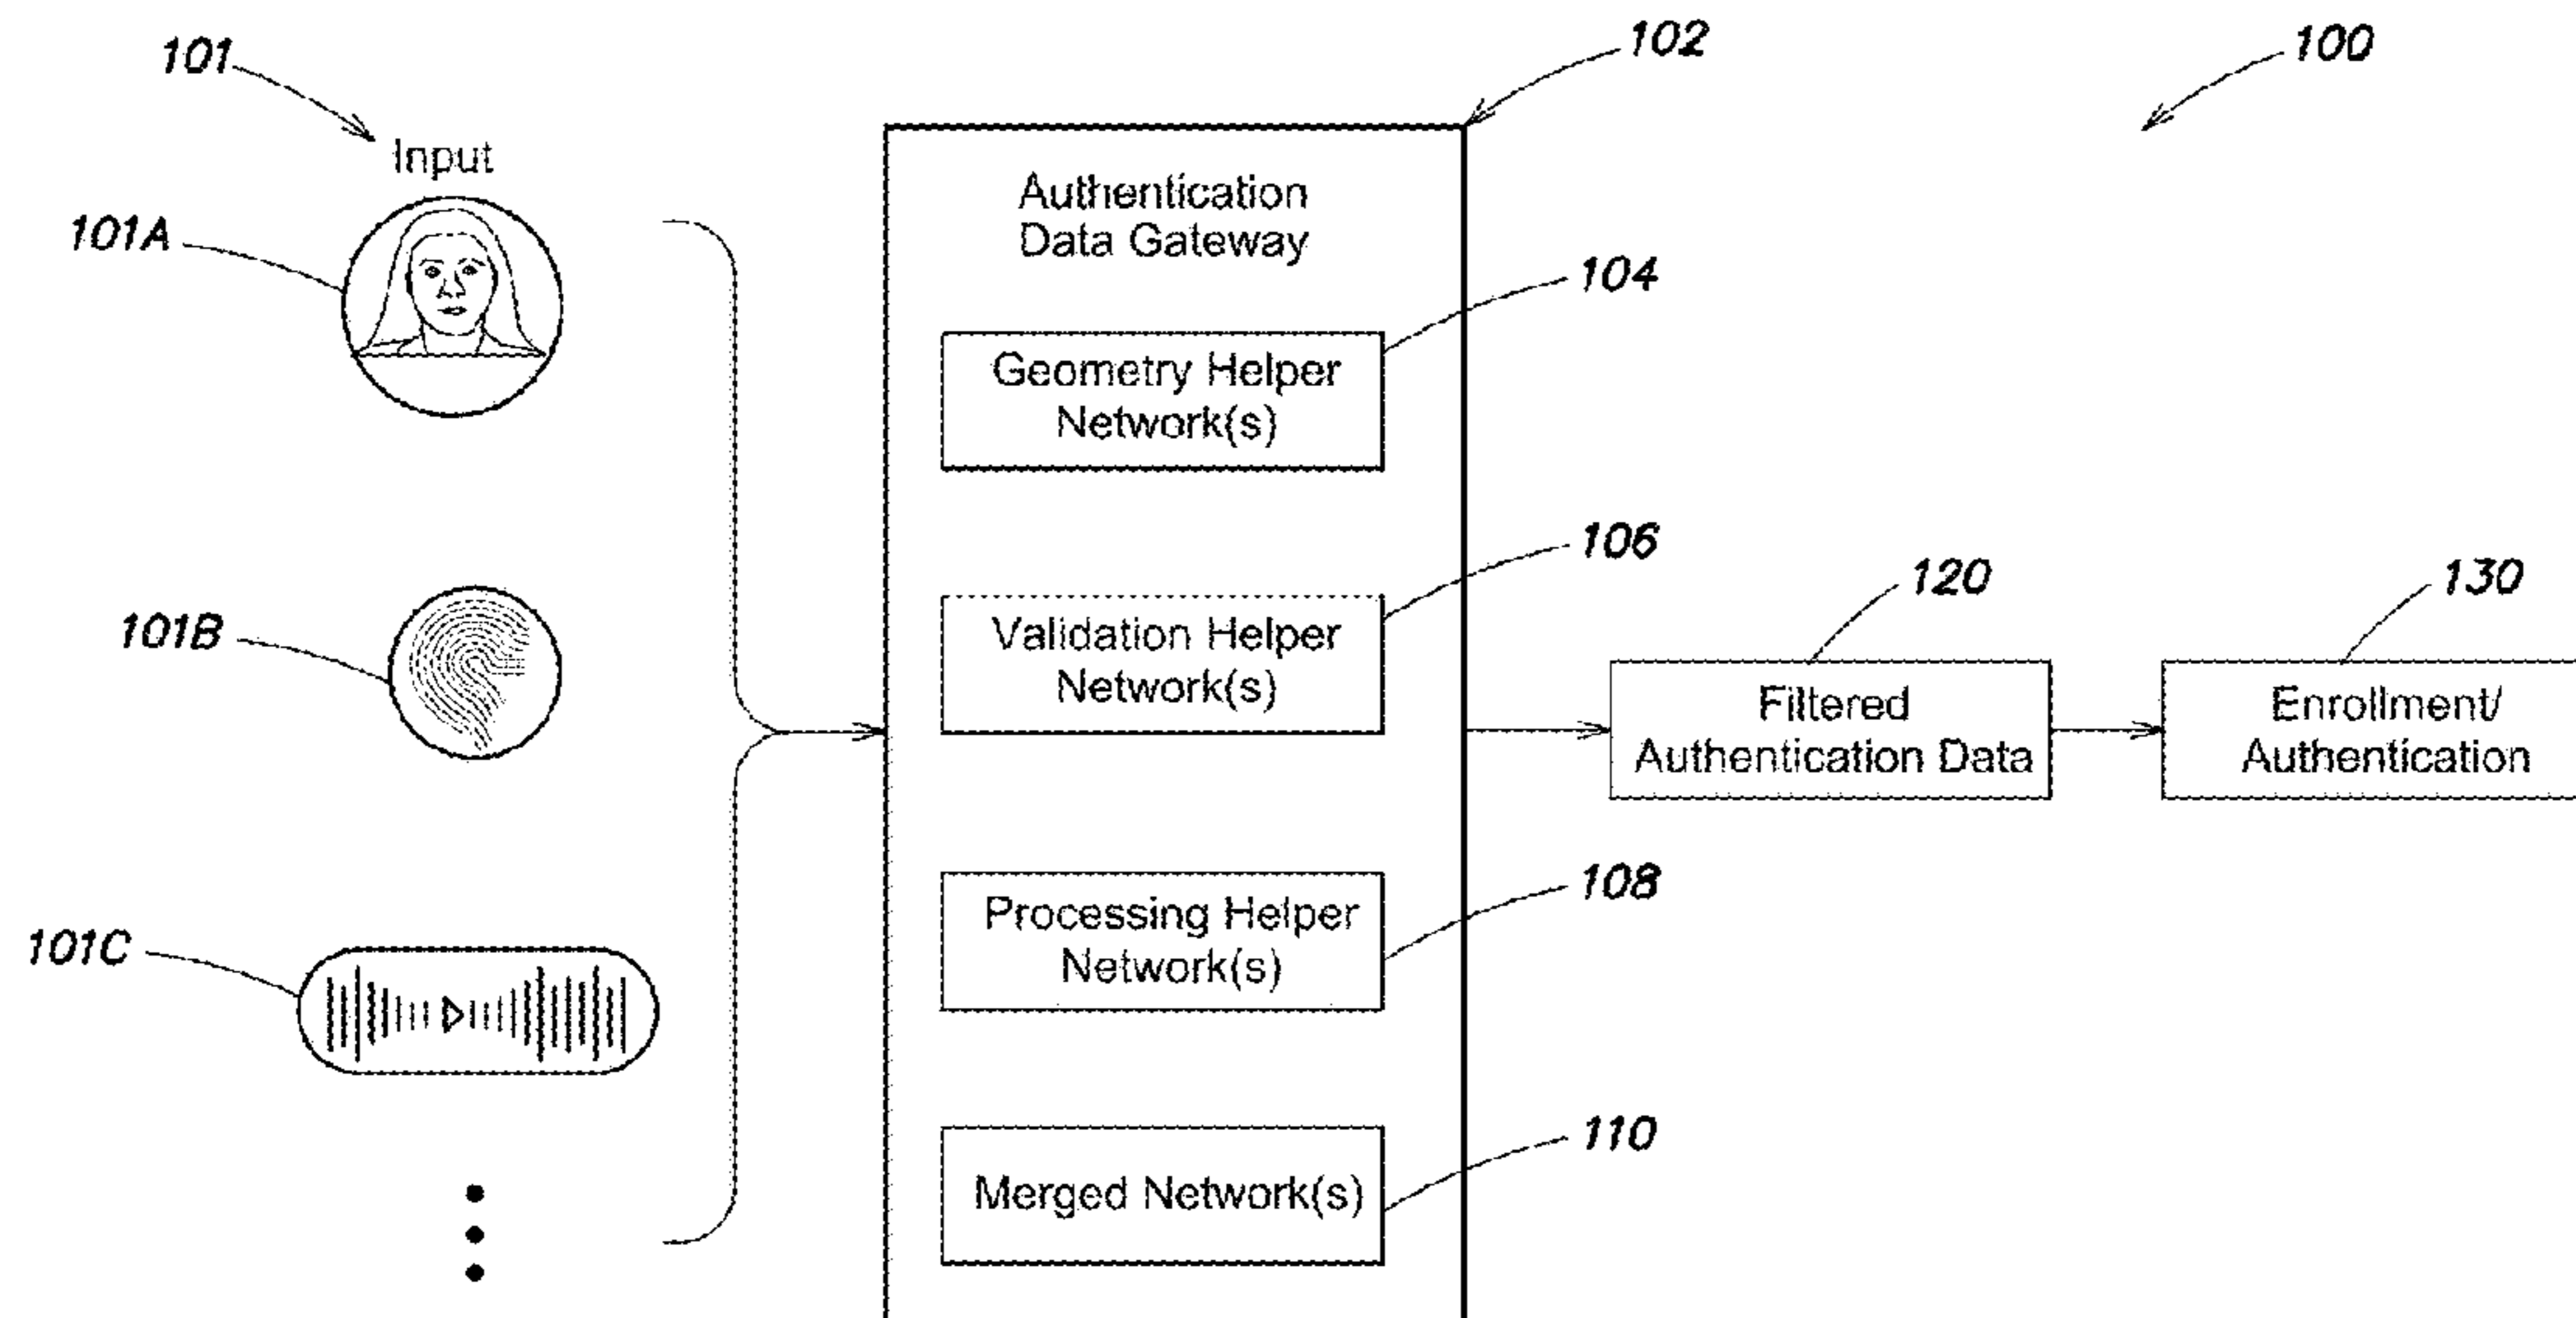 101
Input
101A
101B
101C
102
100
Authentication
Data Gateway
104
Geometry Helper
Network(s)
106
Validation Helper
Network(s)
108
Processing Helper
Network(s)
110
Merged Network(s)
120
Filtered
Authentication Data
130
Enrollment/
Authentication